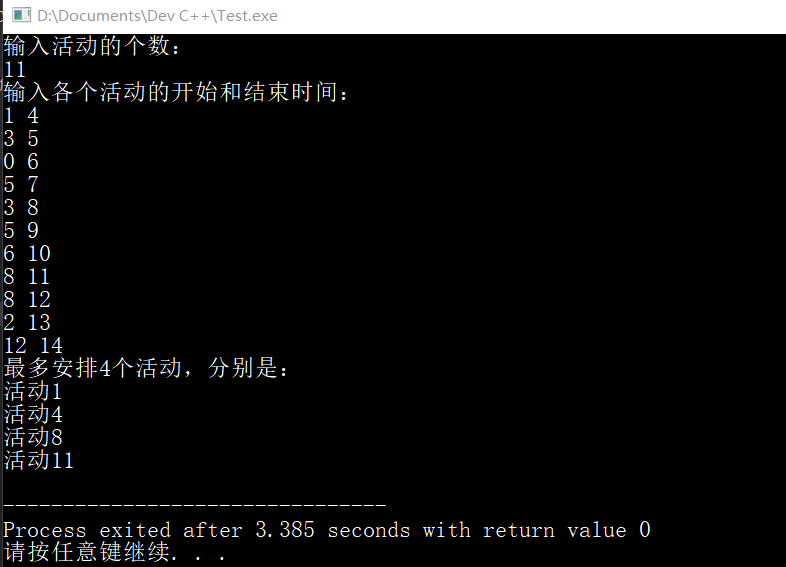 D:\Documents\Dev C++\Test.exe
输入活动的个数：
11
输入各个活动的开始和结束时间：
1 4
3 5
0 6
5 7
3 8
5 9
6 10
8 11
8 12
2 13
12 14
最多安排4个活动，分别是：
活动1
活动4
活动8
活动11
--------------------------------
Process exited after 3.385 seconds with return value 0
请按任意键继续. . .